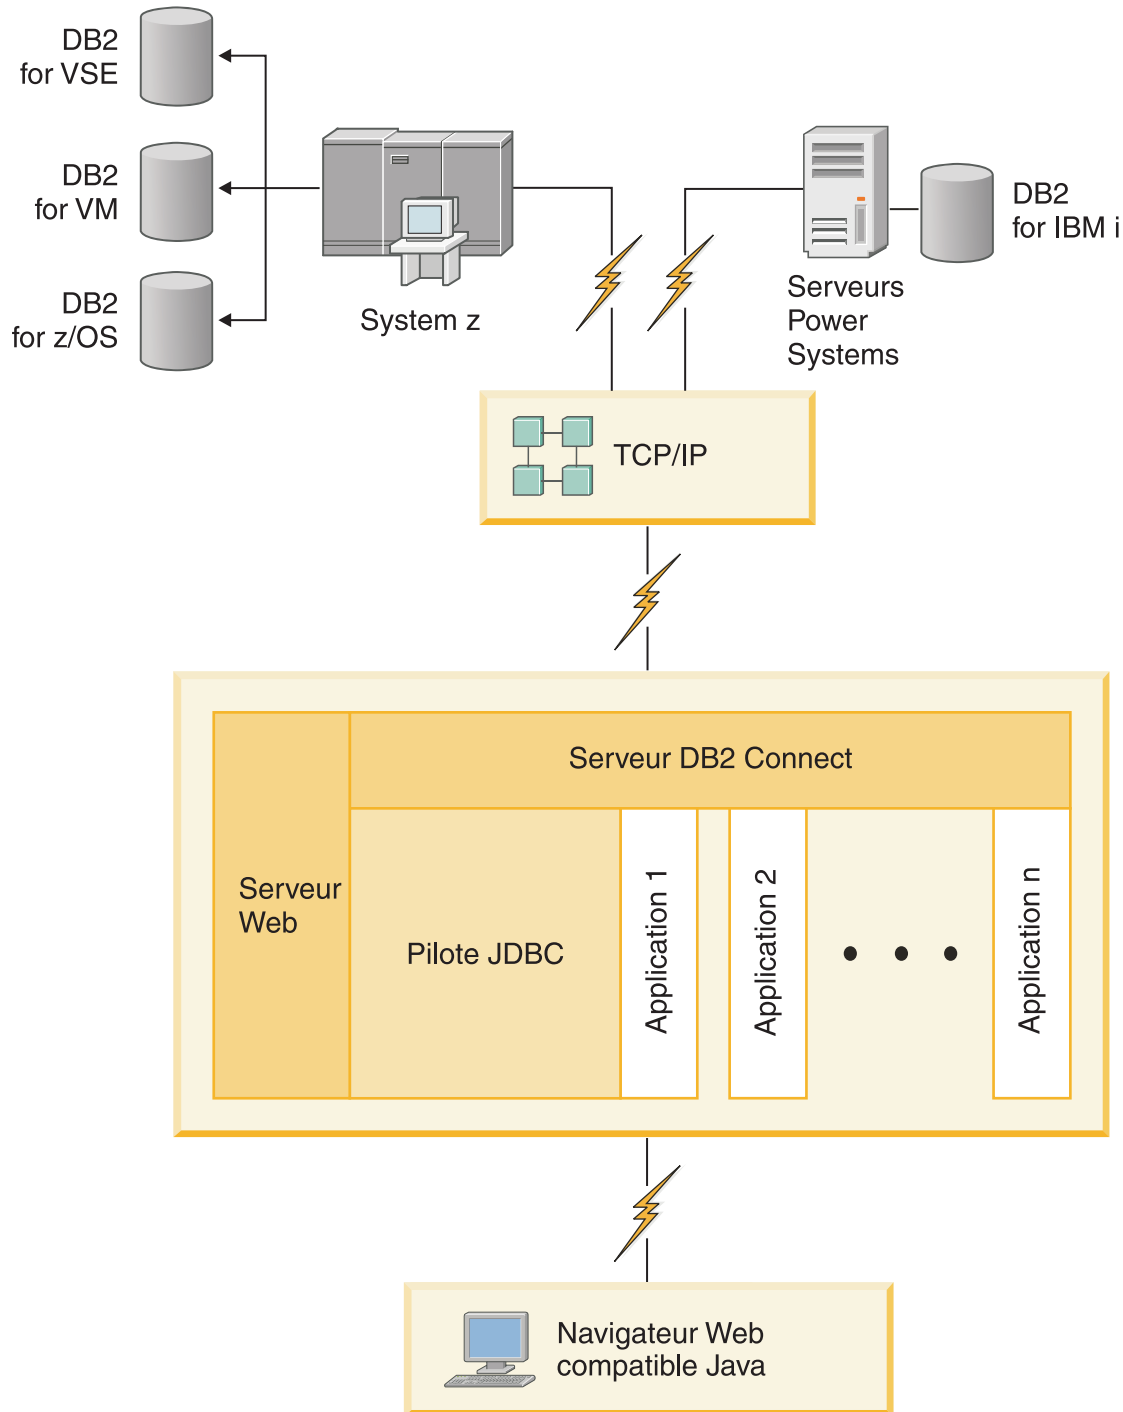 DB2
for VSE
DB2
for VM
DB2
for z/OS
System z
DB2
for IBM i
Serveurs
Power
Systems
TCP/IP
Serveur DB2 Connect
Serveur
Web
Pilote JDBC
Application 1
Application 2
Application n
Navigateur Web
compatible Java